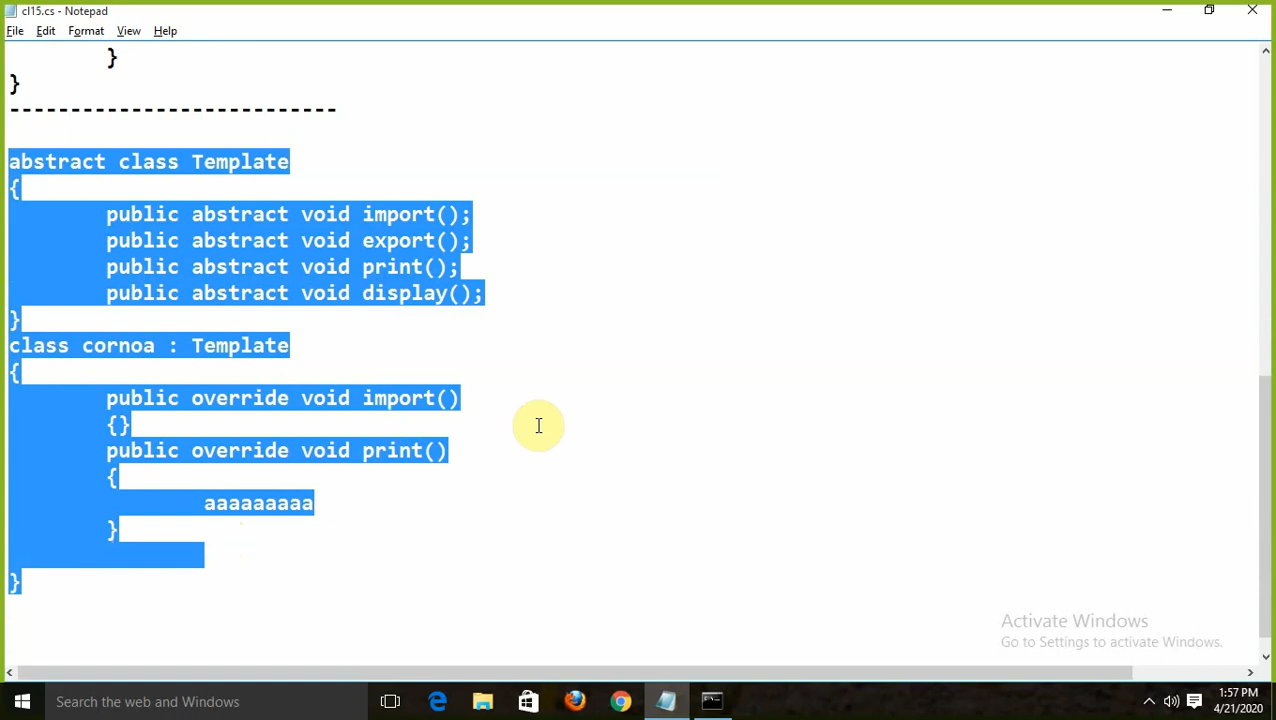 cl15.cs - Notepad
File Edit Format View Help
}
}
---------------------------
abstract class Template
{
public abstract void import();
public abstract void export();
public abstract void print();
public abstract void display();
}
class cornoa : Template
{
public override void import()
{}
public override void print()
{
aaaaaaaaa
}
}
Activate Windows
Go to Settings to activate Windows.
Search the web and Windows
1:57 PM
4/21/2020